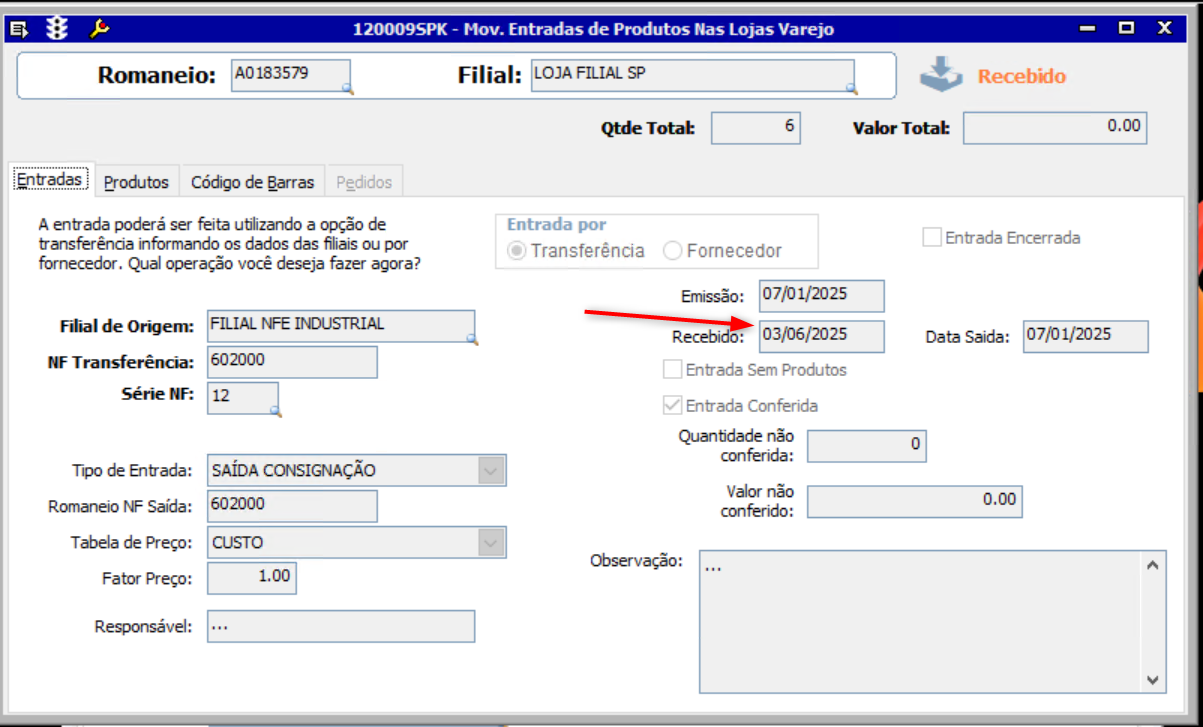 120009SPK - Mov. Entradas de Produtos Nas Lojas Varejo
Romaneio: A0183579 Filial: LOJA FILIAL SP Recebido
Qtde Total: 6 Valor Total: 0.00
Entradas Produtos Código de Barras Pedidos
A entrada poderá ser feita utilizando a opção de
transferência informando os dados das filiais ou por
fornecedor. Qual operação você deseja fazer agora?
Entrada por
Transferência Fornecedor
Entrada Encerrada
Emissão: 07/01/2025
Filial de Origem: FILIAL NFE INDUSTRIAL
Recebido: 03/06/2025 Data Saida: 07/01/2025
NF Transferência: 602000
Entrada Sem Produtos
Série NF: 12
Entrada Conferida
Quantidade não
conferida: 0
Tipo de Entrada: SAÍDA CONSIGNAÇÃO
Romaneio NF Saída: 602000
Valor não
conferido: 0.00
Tabela de Preço: CUSTO
Fator Preço: 1.00
Observação: ...
Responsável: ...